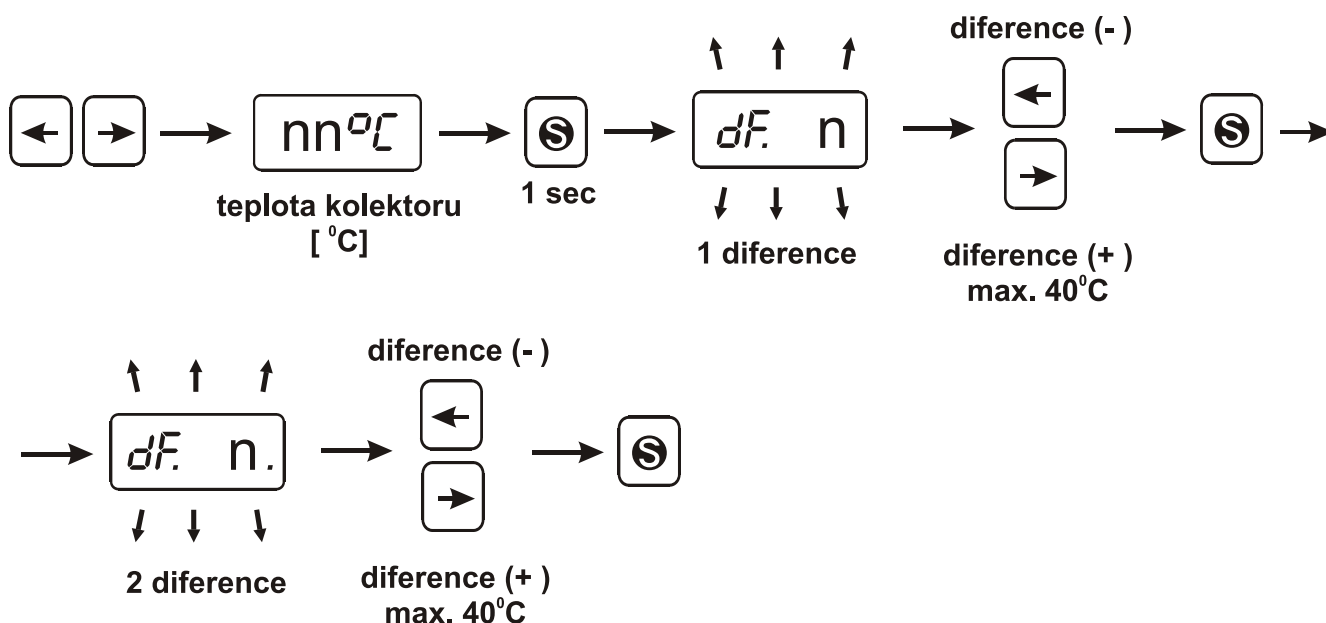 diference (- )
nn°C
S
dF. n
S
teplota kolektoru
[ °C]
1 sec
1 diference
diference (+ )
max. 40°C
diference (- )
dF. n.
S
2 diference
diference (+ )
max. 40°C